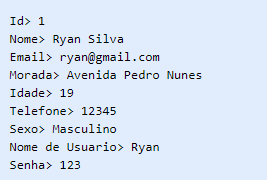 Id> 1
Nome> Ryan Silva
Email> ryan@gmail.com
Morada> Avenida Pedro Nunes
Idade> 19
Telefone> 12345
Sexo> Masculino
Nome de Usuario> Ryan
Senha> 123